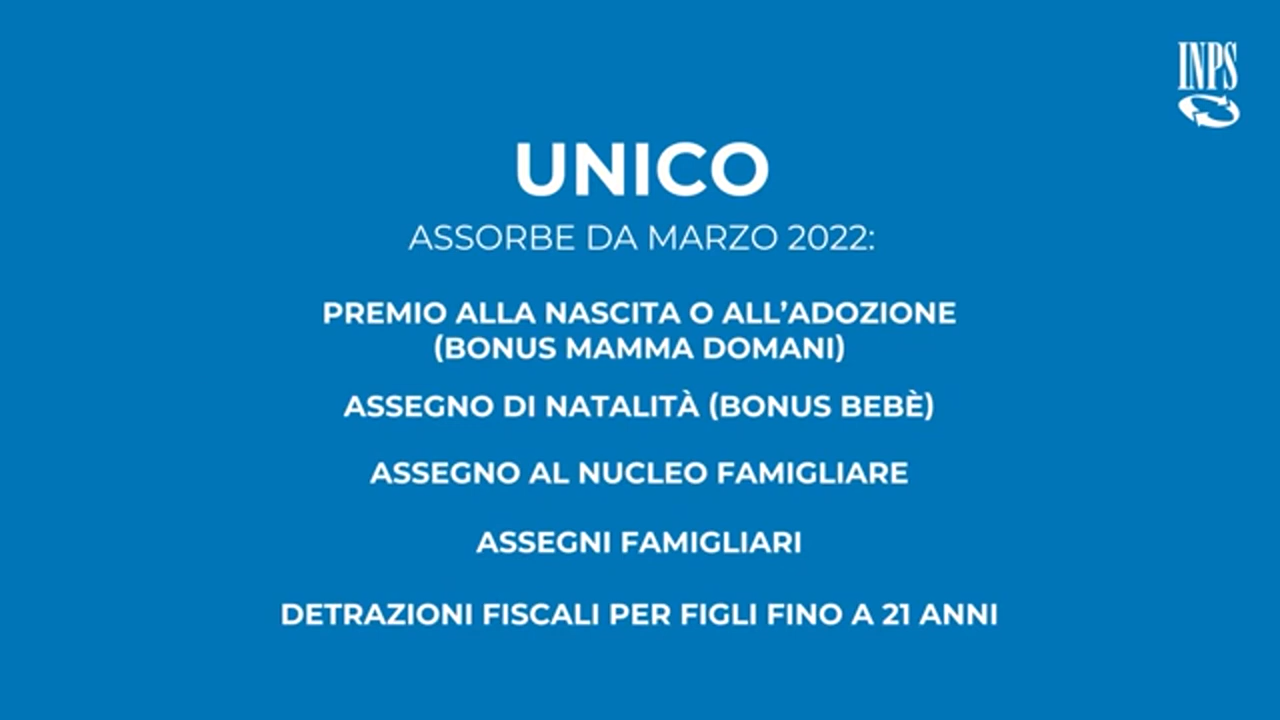 INPS
UNICO
ASSORBE DA MARZO 2022:
PREMIO ALLA NASCITA O ALL’ADOZIONE
(BONUS MAMMA DOMANI)
ASSEGNO DI NATALITÀ (BONUS BEBÈ)
ASSEGNO AL NUCLEO FAMIGLIARE
ASSEGNI FAMIGLIARI
DETRAZIONI FISCALI PER FIGLI FINO A 21 ANNI